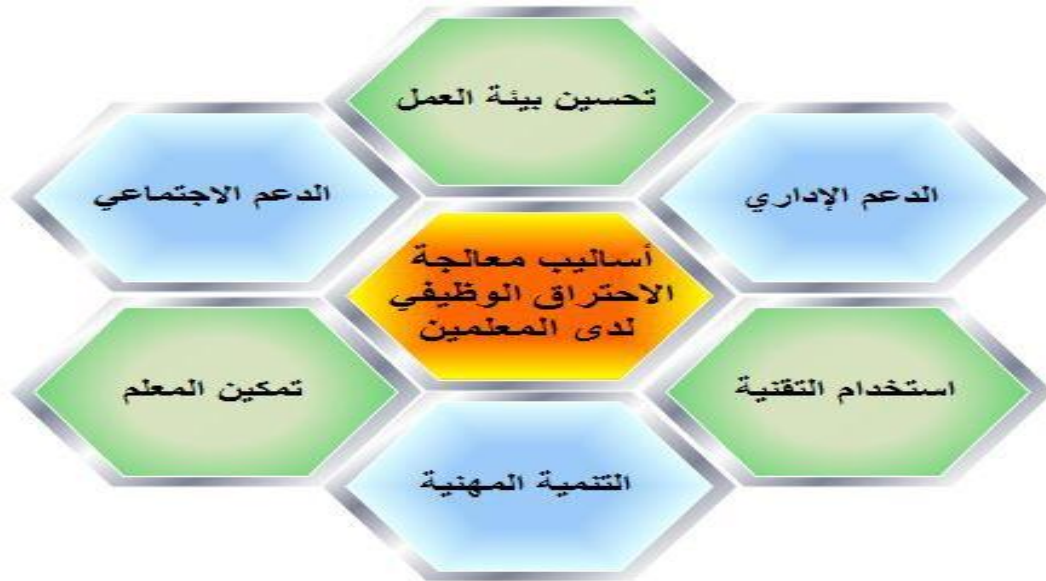 تحسين بيئة العمل
الدعم الإداري
الدعم الاجتماعي
أساليب معالجة
الاحتراق الوظيفي
لدى المعلمين
استخدام التقنية
تمكين المعلم
التنمية المهنية